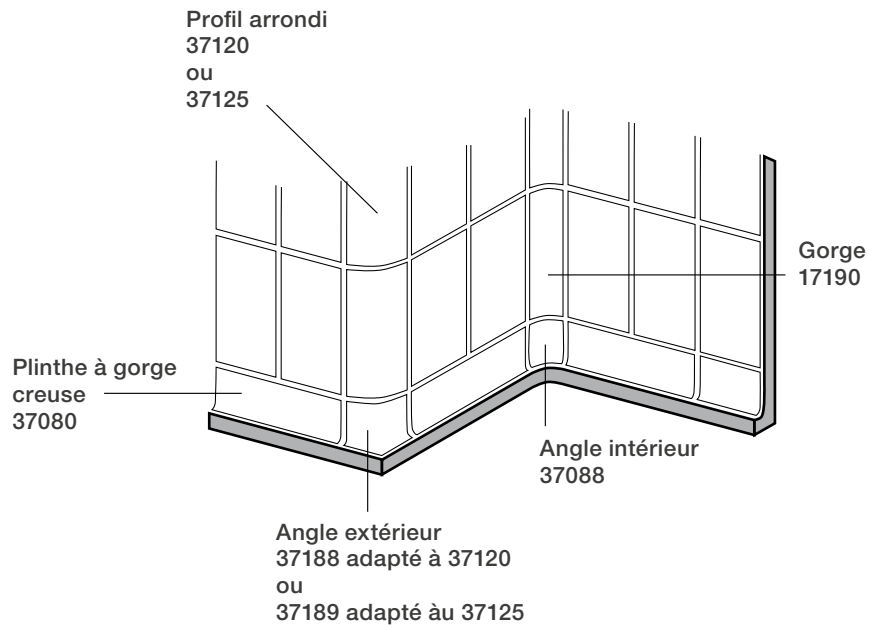 Profil arrondi
37120
ou
37125
Gorge
17190
Plinthe à gorge
creuse
37080
Angle intérieur
37088
Angle extérieur
37188 adapté à 37120
ou
37189 adapté àu 37125